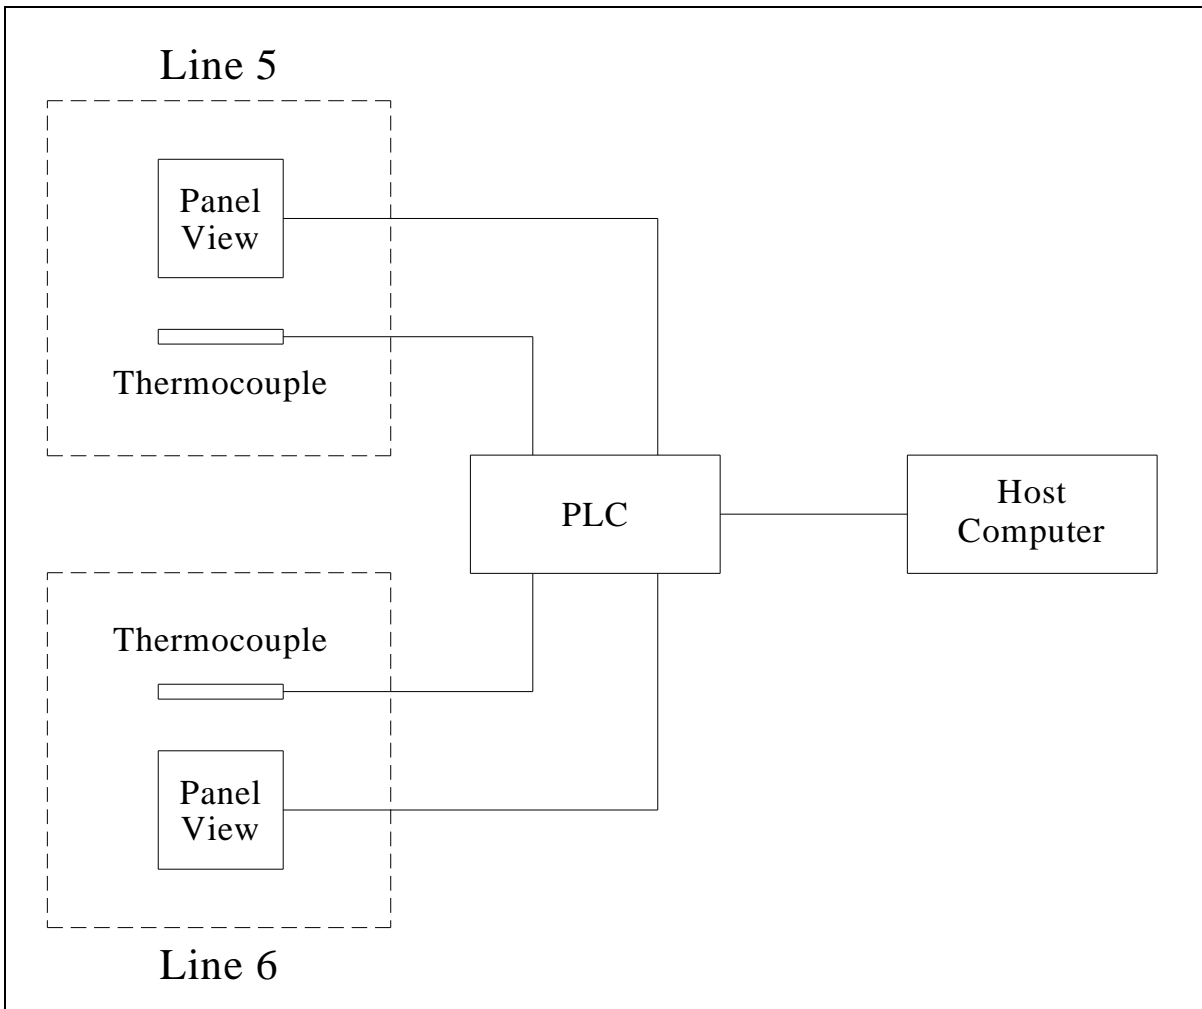 Line 5
Panel
View
Thermocouple
PLC
Host
Computer
Thermocouple
Panel
View
Line 6